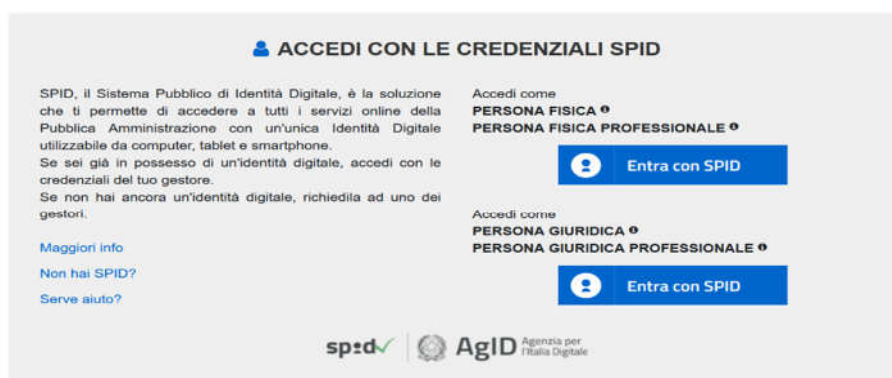 ACCEDI CON LE CREDENZIALI SPID
SPID, il Sistema Pubblico di Identità Digitale, è la soluzione
che ti permette di accedere a tutti i servizi online della
Pubblica Amministrazione con un'unica Identità Digitale
utilizzabile da computer, tablet e smartphone.
Se sei già in possesso di un'identità digitale, accedi con le
credenziali del tuo gestore.
Se non hai ancora un'identità digitale, richiedila ad uno dei
gestori.
Maggiori info
Non hai SPID?
Serve aiuto?
Accedi come
PERSONA FISICA
PERSONA FISICA PROFESSIONALE
Entra con SPID
Accedi come
PERSONA GIURIDICA
PERSONA GIURIDICA PROFESSIONALE
Entra con SPID
spid
AgID Agenzia per
l'Italia Digitale